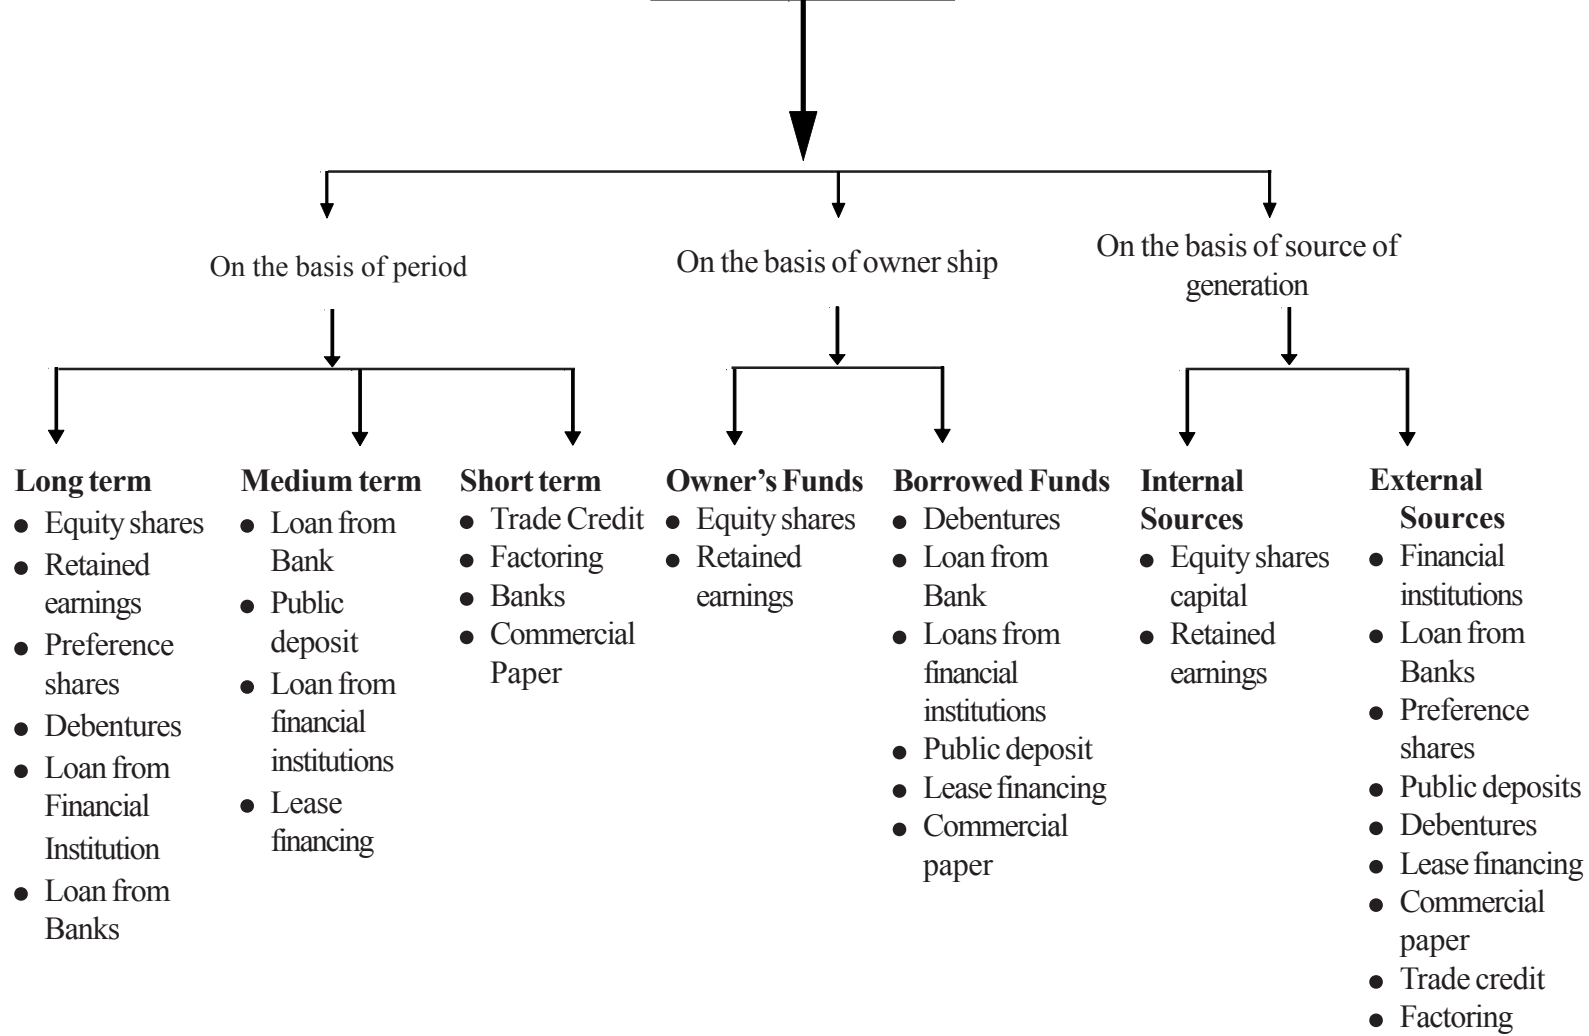 On the basis of period
On the basis of owner ship
On the basis of source of
generation
Long term
● Equity shares
● Retained
earnings
● Preference
shares
● Debentures
● Loan from
Financial
Institution
● Loan from
Banks
Medium term
● Loan from
Bank
● Public
deposit
● Loan from
financial
institutions
● Lease
financing
Short term
● Trade Credit
● Factoring
● Banks
● Commercial
Paper
Owner’s Funds
● Equity shares
● Retained
earnings
Borrowed Funds
● Debentures
● Loan from
Bank
● Loans from
financial
institutions
● Public deposit
● Lease financing
● Commercial
paper
Internal
Sources
● Equity shares
capital
● Retained
earnings
External
Sources
● Financial
institutions
● Loan from
Banks
● Preference
shares
● Public deposits
● Debentures
● Lease financing
● Commercial
paper
● Trade credit
● Factoring